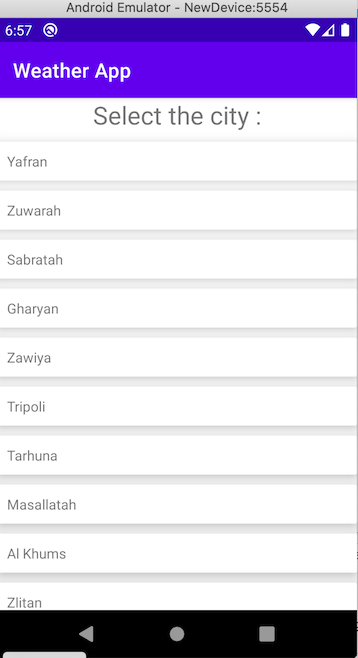 Android Emulator - NewDevice:5554
6:57
Weather App
Select the city :
Yafran
Zuwarah
Sabratah
Gharyan
Zawiya
Tripoli
Tarhuna
Masallatah
Al Khums
Zlitan